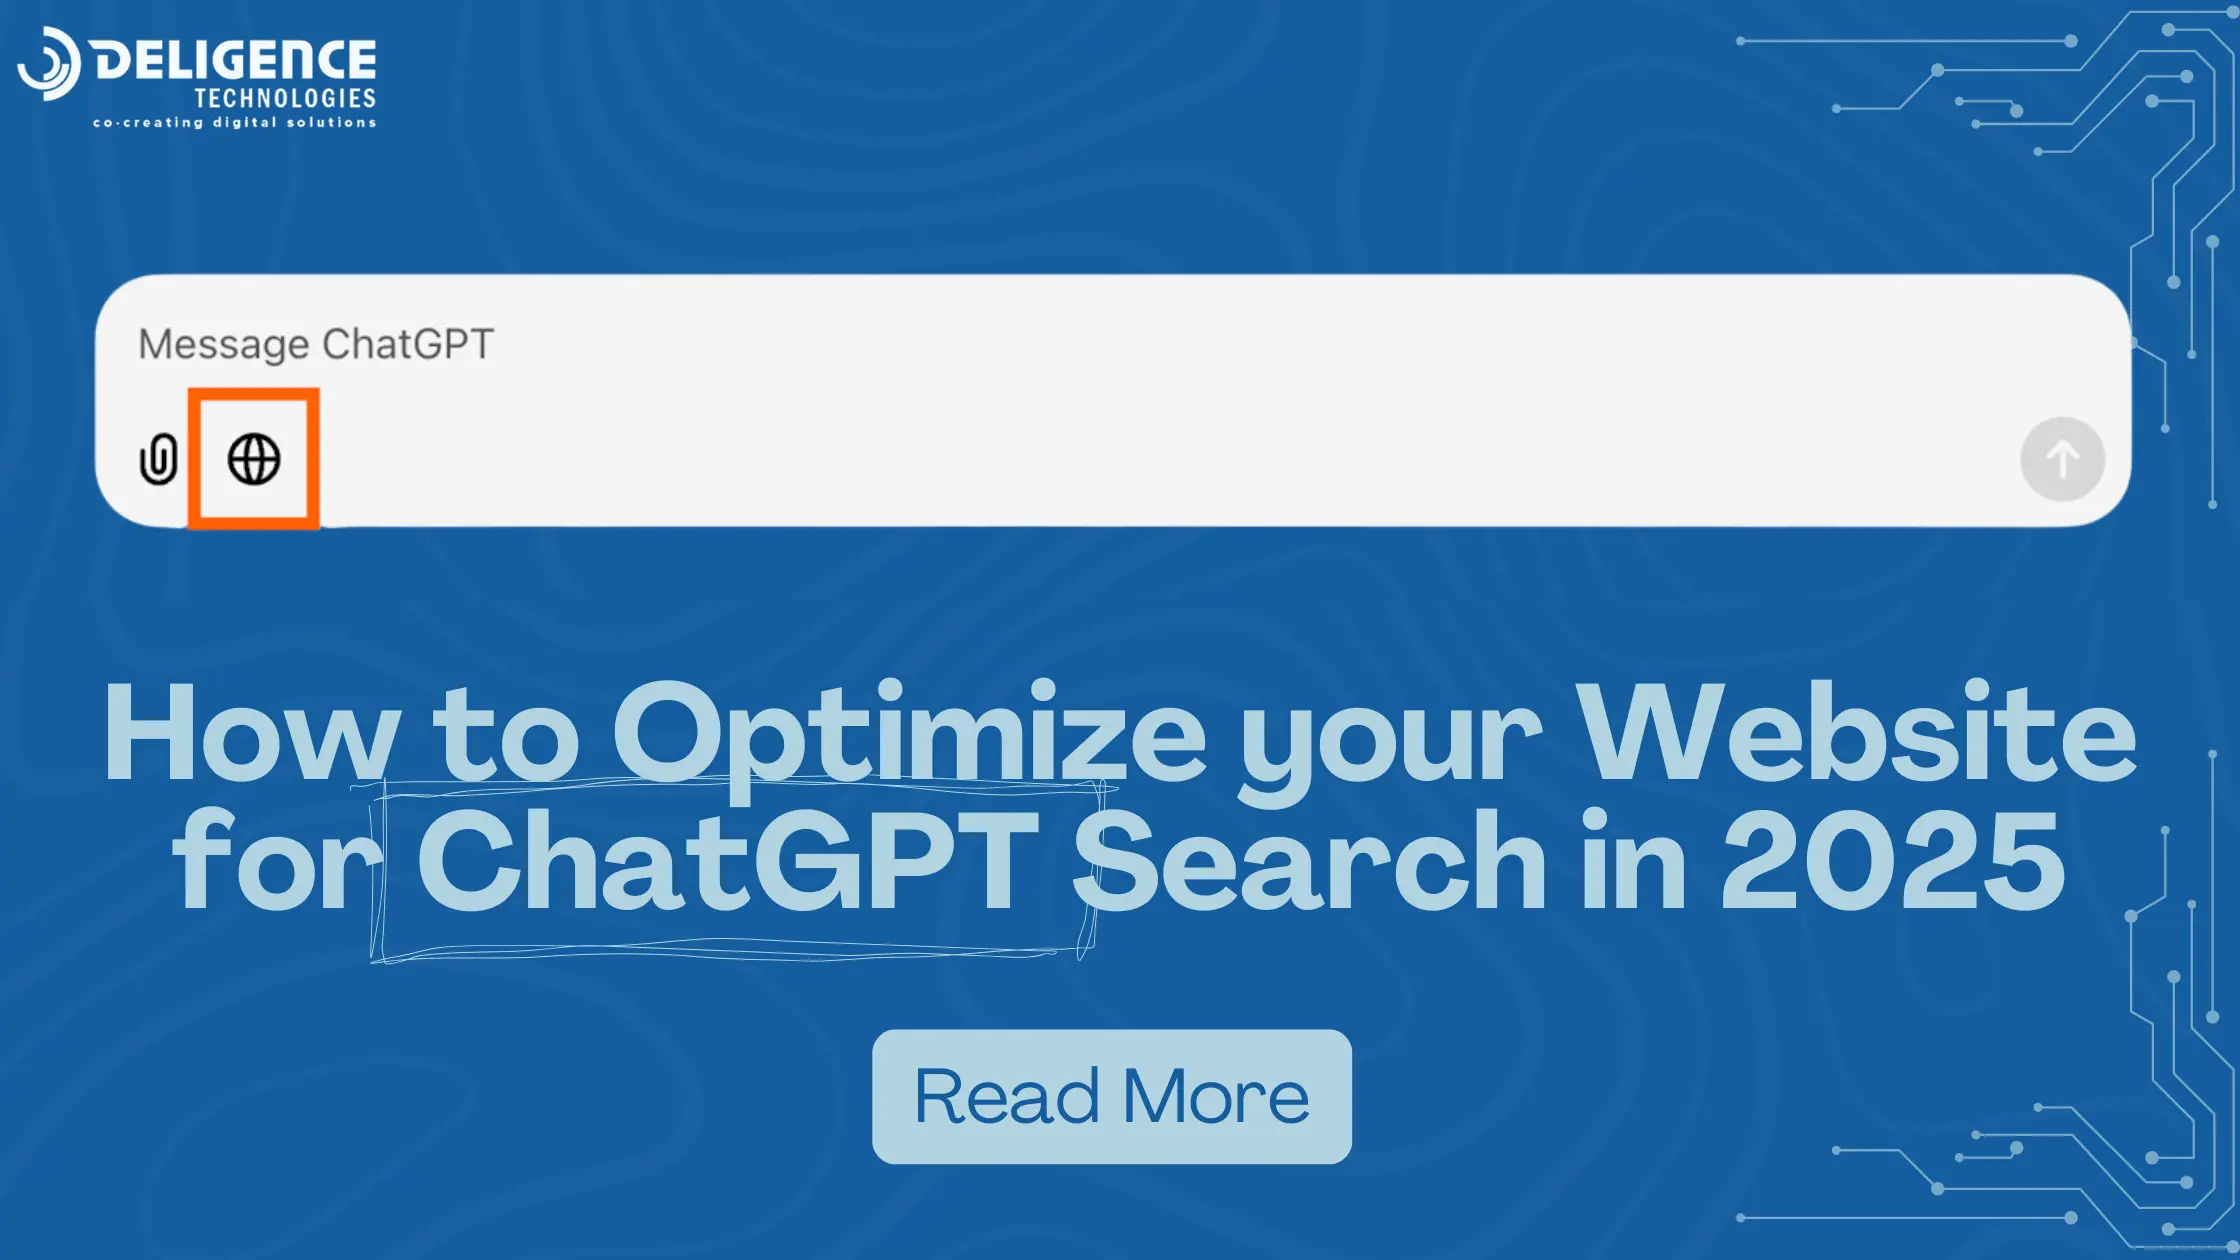 DELIGENCE
TECHNOLOGIES
co-creating digital solutions
Message ChatGPT
How to Optimize your Website
for ChatGPT Search in 2025
Read More